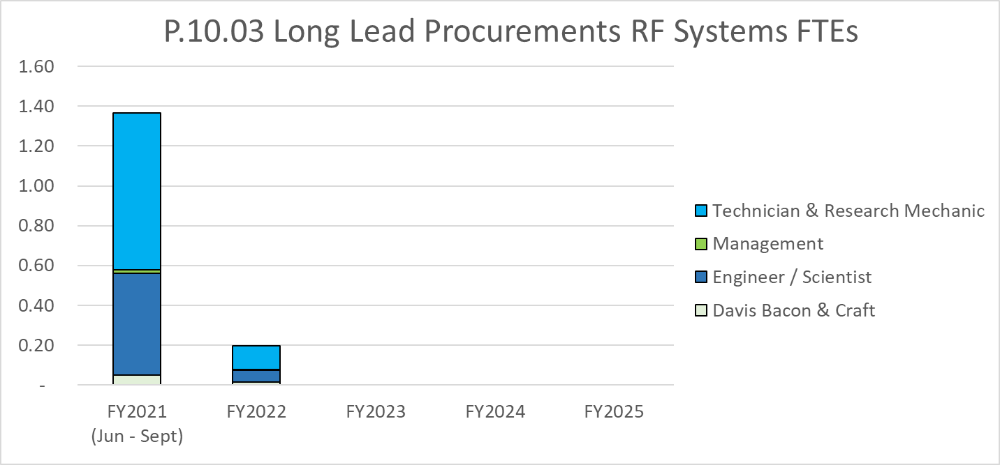 P.10.03 Long Lead Procurements RF Systems FTEs
1.60
1.40
1.20
1.00
0.80
0.60
0.40
0.20
-
FY2021
(Jun - Sept)
FY2022
FY2023
FY2024
FY2025
Technician & Research Mechanic
Management
Engineer / Scientist
Davis Bacon & Craft